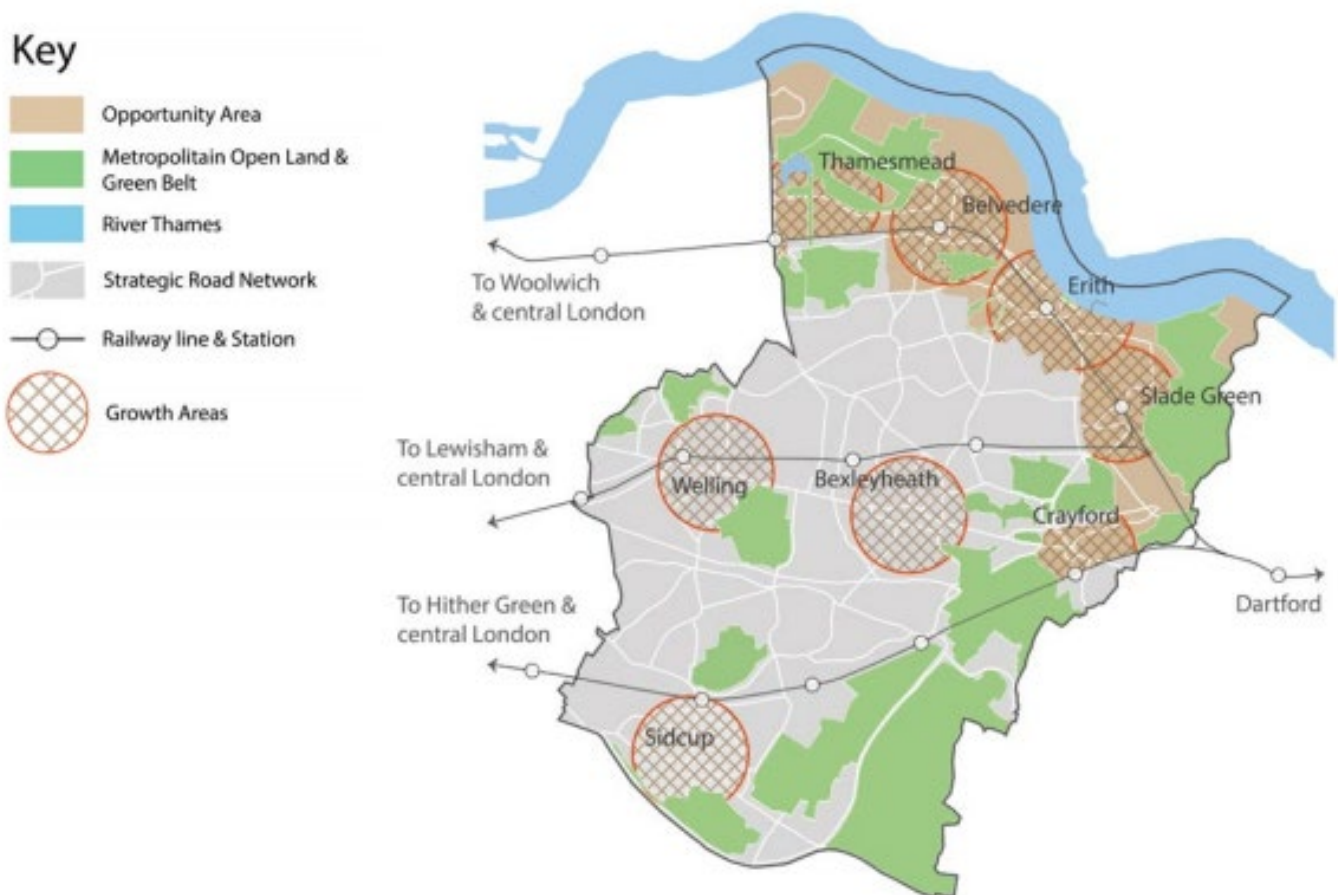 Key
Opportunity Area
Metropolitain Open Land &
Green Belt
River Thames
Strategic Road Network
Railway line & Station
Growth Areas
Thamesmead
Belvedere
To Woolwich
& central London
Erith
Slade Green
To Lewisham &
central London
Welling
Bexleyheath
Crayford
To Hither Green &
central London
Dartford
Sidcup